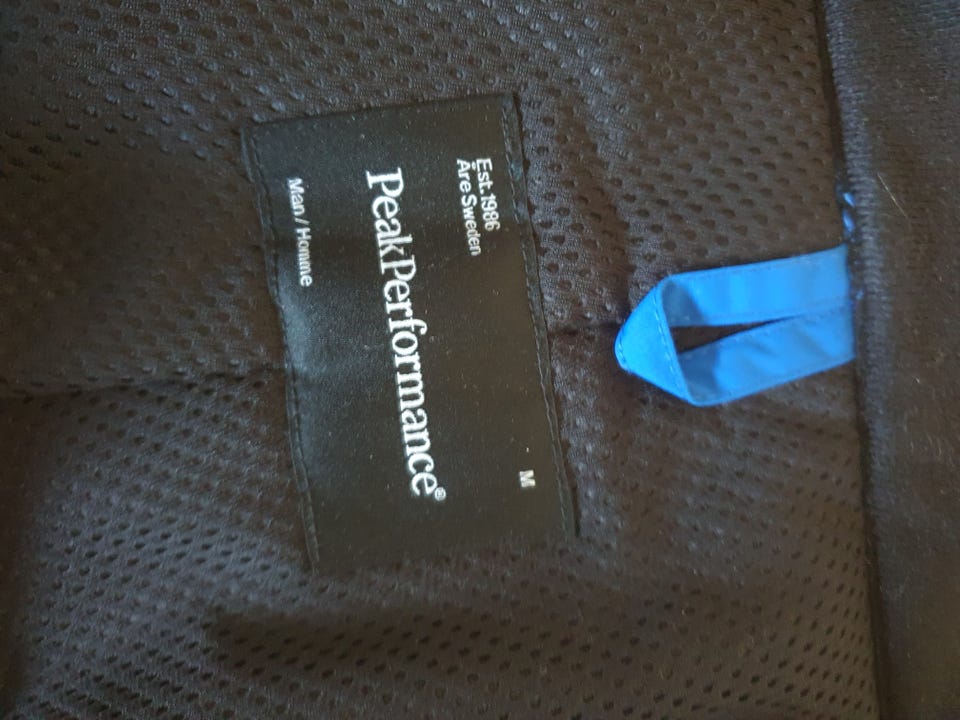 Est.1986
Åre Sweden
M
PeakPerformance®
Man / Homme